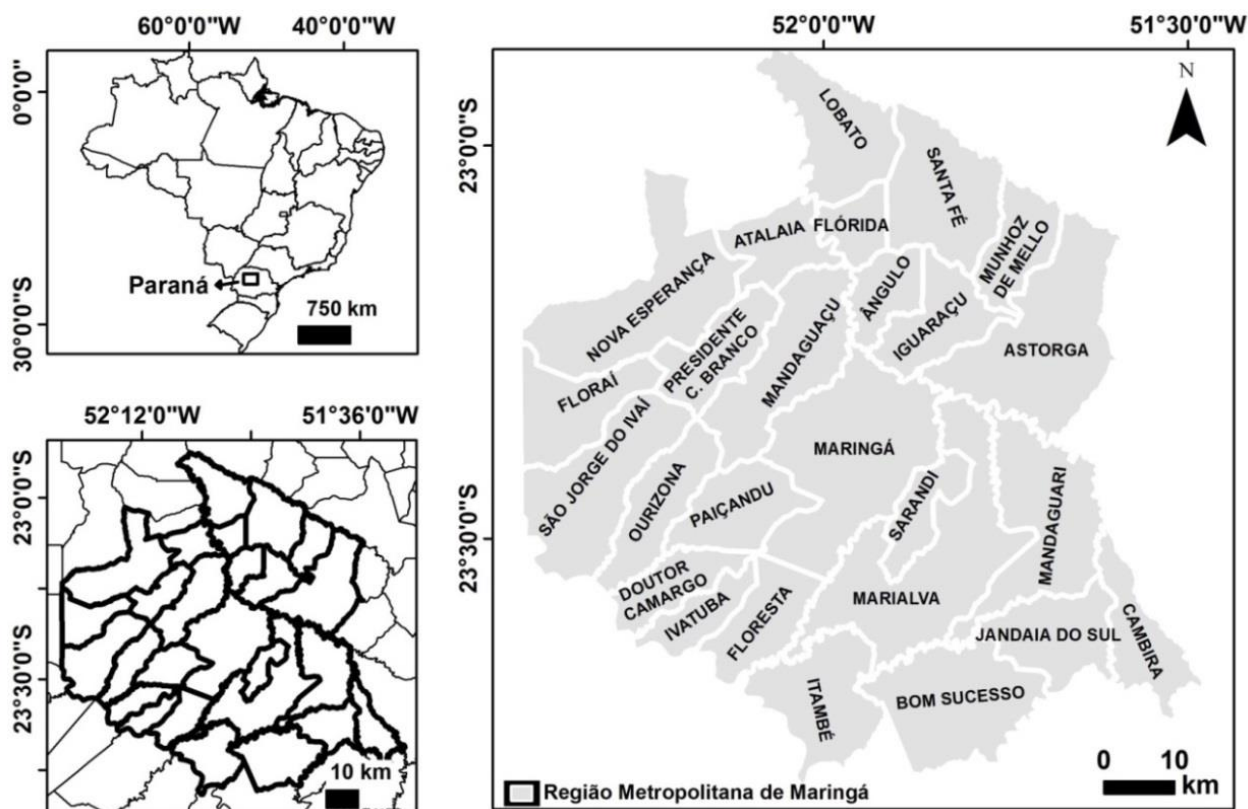 60°0'0"W
40°0'0"W
0°0'0"
30°0'0"S
Paraná
750 km
52°12'0"W
51°36'0"W
23°0'0"S
23°30'0"S
10 km
52°0'0"W
51°30'0"W
23°0'0"S
23°30'0"S
N
LOBATO
SANTA FÉ
MUNHOZ
DE MELLO
ATALAIA
FLÓRIDA
NOVA ESPERANÇA
ÂNGULO
IGUARAÇU
PRESIDENTE
C. BRANCO
MANDAGUAÇU
ASTORGA
FLORAÍ
SÃO JORGE DO IVAÍ
MARINGÁ
OURIZONA
PAIÇANDU
SARANDI
MANDAGUARI
DOUTOR
CAMARGO
IVATUBA
FLORESTA
MARIALVA
JANDAIA DO SUL
CAMBIRA
ITAMBÉ
BOM SUCESSO
0 10
km
Região Metropolitana de Maringá